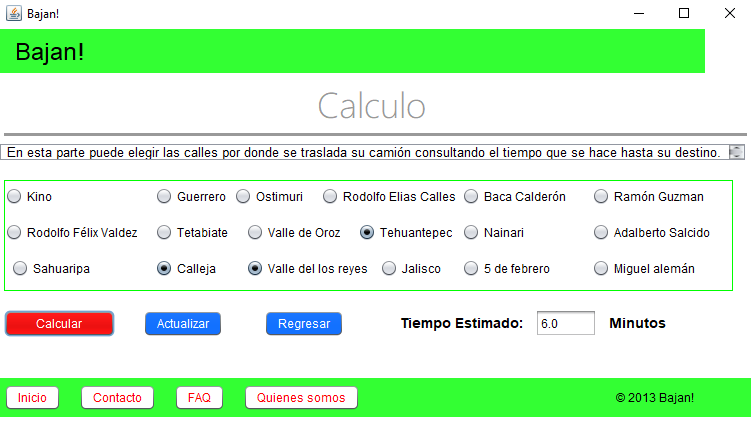 Bajan!
Bajan!
Calculo
En esta parte puede elegir las calles por donde se traslada su camión consultando el tiempo que se hace hasta su destino.
Kino Guerrero Ostimuri Rodolfo Elias Calles Baca Calderón Ramón Guzman
Rodolfo Félix Valdez Tetabiate Valle de Oroz Tehuantepec Nainari Adalberto Salcido
Sahuaripa Calleja Valle del los reyes Jalisco 5 de febrero Miguel alemán
Calcular Actualizar Regresar Tiempo Estimado: 6.0 Minutos
Inicio Contacto FAQ Quienes somos © 2013 Bajan!